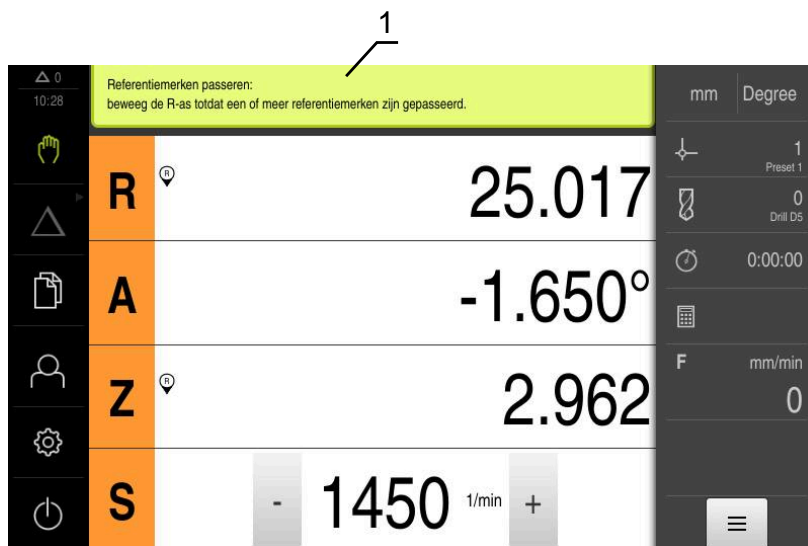 1
0
10:28
Referentiemerken passeren:
beweeg de R-as totdat een of meer referentiemerken zijn gepasseerd.
mm Degree
R R 25.017
A -1.650°
Z R 2.962
S - 1450 1/min +
1
Preset 1
0
Drill D5
0:00:00
F mm/min
0